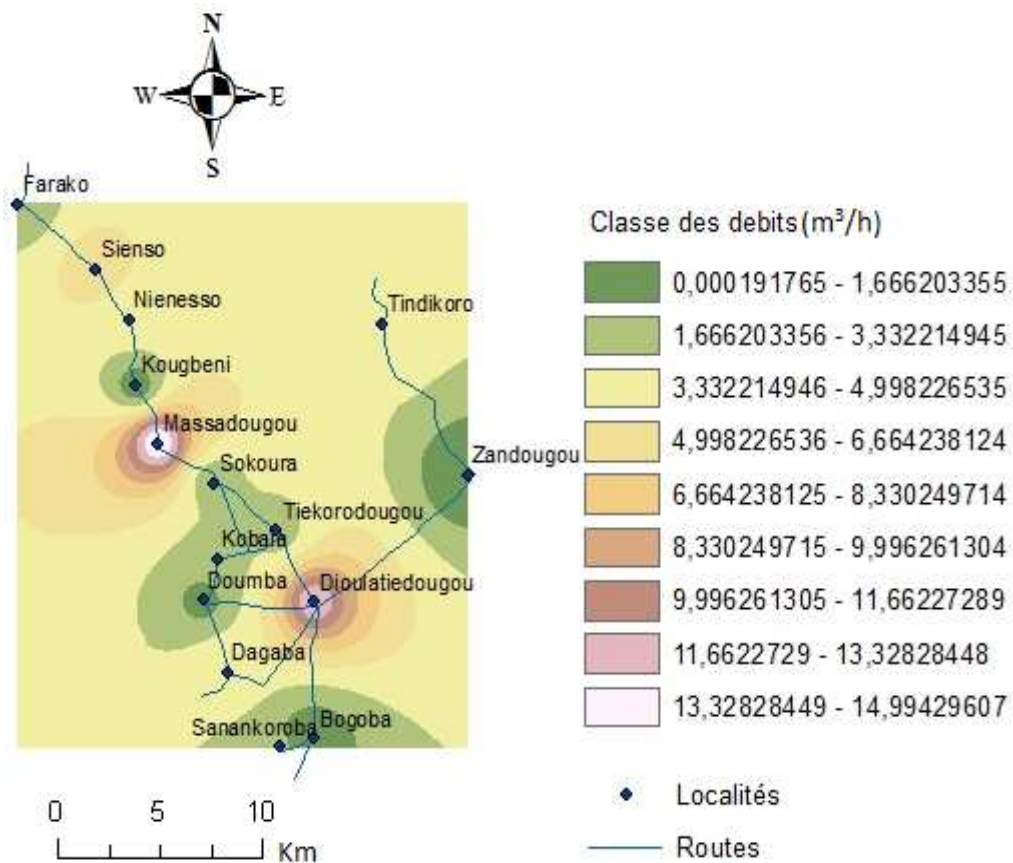 N
W E
S
Farako
Sienso
Nienesso
Tindikoro
Kougbeni
Massadougou
Zandougou
Sokoura
Tiekorodougou
Kobala
Doumba
Dioulatiedougou
Dagaba
Sanankoroba
Bogoba
0 5 10
Km
Classe des debits(m³/h)
0,000191765 - 1,666203355
1,666203356 - 3,332214945
3,332214946 - 4,998226535
4,998226536 - 6,664238124
6,664238125 - 8,330249714
8,330249715 - 9,996261304
9,996261305 - 11,66227289
11,6622729 - 13,32828448
13,32828449 - 14,99429607
Localités
Routes